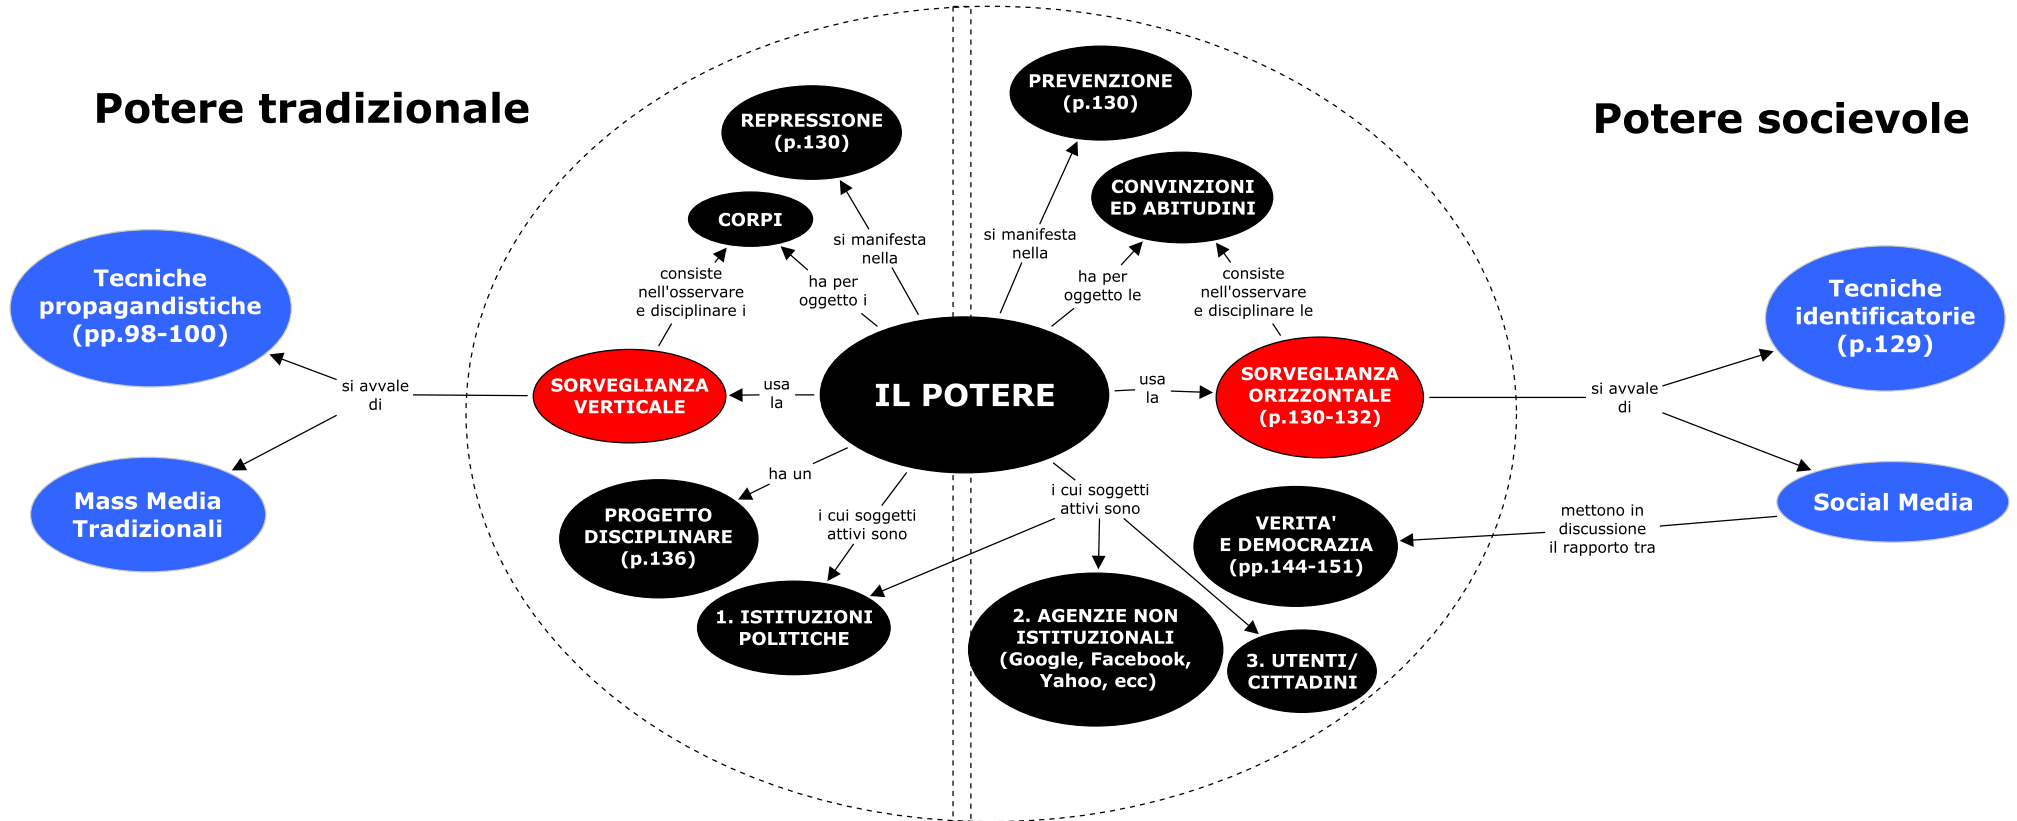 Potere tradizionale
Potere socievole
REPRESSIONE
(p.130)
PREVENZIONE
(p.130)
CORPI
CONVINZIONI
ED ABITUDINI
si manifesta
nella
si manifesta
nella
consiste
nell'osservare
e disciplinare i
ha per
oggetto i
ha per
oggetto le
consiste
nell'osservare
e disciplinare le
Tecniche
propagandistiche
(pp.98-100)
Tecniche
identificatorie
(p.129)
si avvale
di
SORVEGLIANZA
VERTICALE
usa
la
IL POTERE
usa
la
SORVEGLIANZA
ORIZZONTALE
(p.130-132)
si avvale
di
Mass Media
Tradizionali
ha un
PROGETTO
DISCIPLINARE
(p.136)
i cui soggetti
attivi sono
i cui soggetti
attivi sono
VERITA'
E DEMOCRAZIA
(pp.144-151)
mettono in
discussione
il rapporto tra
Social Media
1. ISTITUZIONI
POLITICHE
2. AGENZIE NON
ISTITUZIONALI
(Google, Facebook,
Yahoo, ecc)
3. UTENTI/
CITTADINI